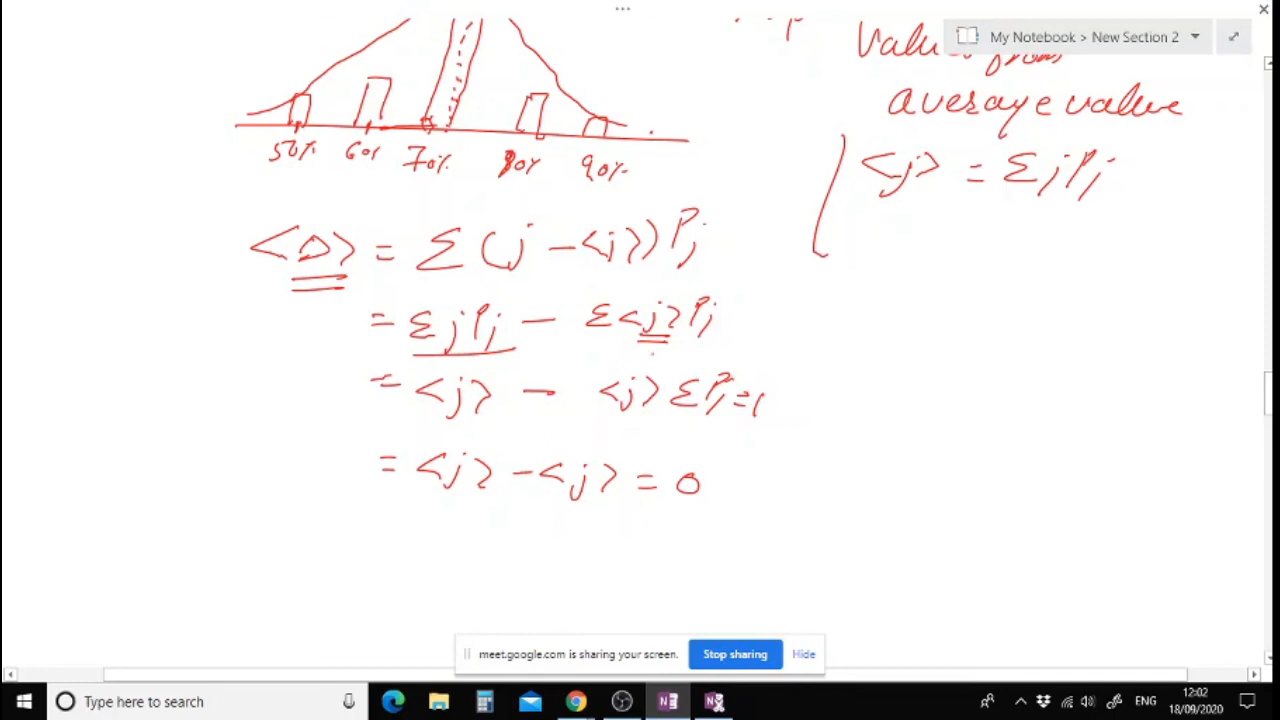 My Notebook > New Section 2
Values from
average value
50% 60% 70% 80% 90%
<j> = Σ j Pj
<Δ> = Σ (j - <j>) Pj
= Σ j Pj - Σ <j> Pj
= <j> - <j> Σ Pj = 1
= <j> - <j> = 0
meet.google.com is sharing your screen. Stop sharing Hide
Type here to search
ENG
12:02
18/09/2020